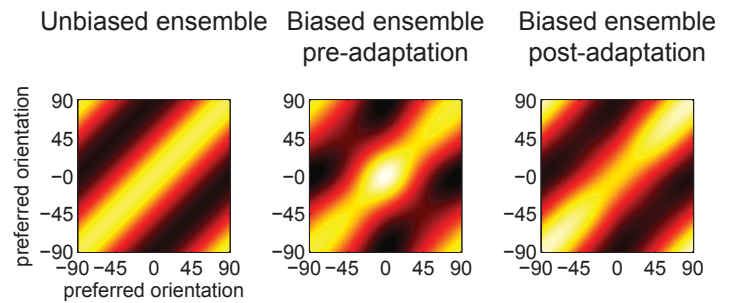 Unbiased ensemble
Biased ensemble
pre-adaptation
Biased ensemble
post-adaptation
preferred orientation
90
45
−0
−45
−90
−90 −45 0 45 90
preferred orientation
90
45
−0
−45
−90
−90 −45 0 45 90
90
45
−0
−45
−90
−90 −45 0 45 90